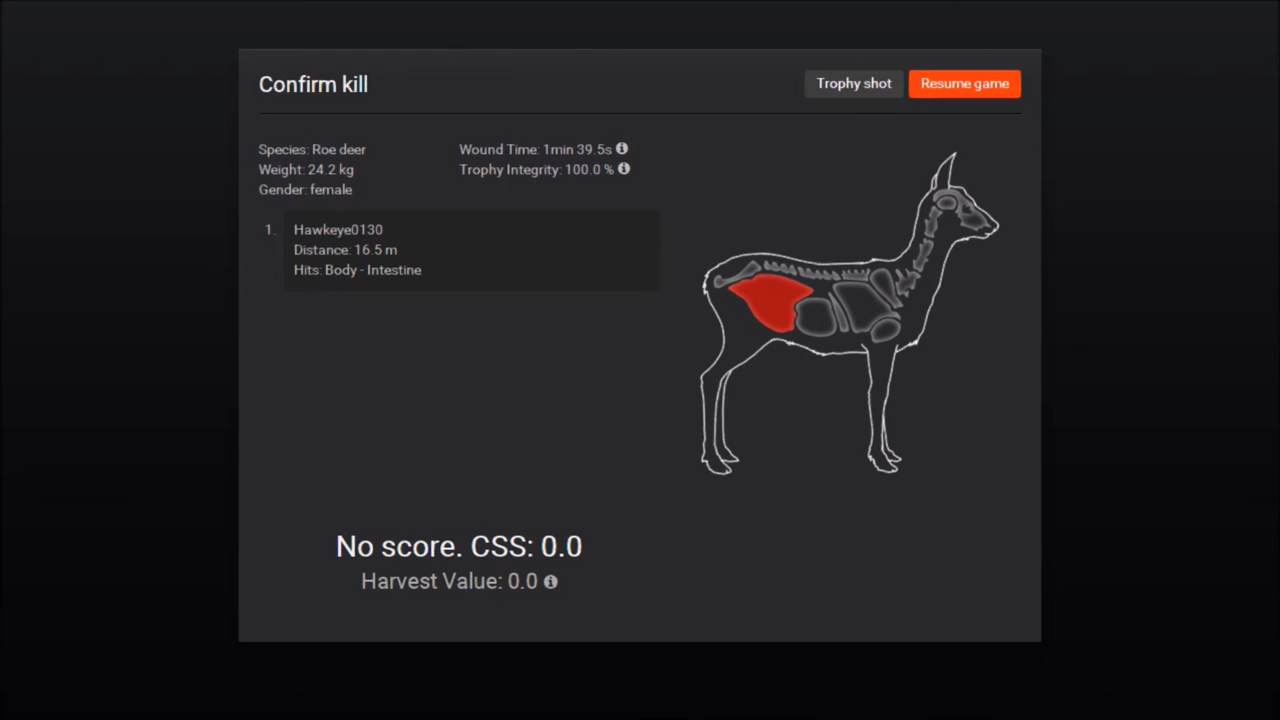 Confirm kill
Trophy shot
Resume game
Species: Roe deer
Weight: 24.2 kg
Gender: female
Wound Time: 1min 39.5s
Trophy Integrity: 100.0 %
1.
Hawkeye0130
Distance: 16.5 m
Hits: Body - Intestine
No score. CSS: 0.0
Harvest Value: 0.0